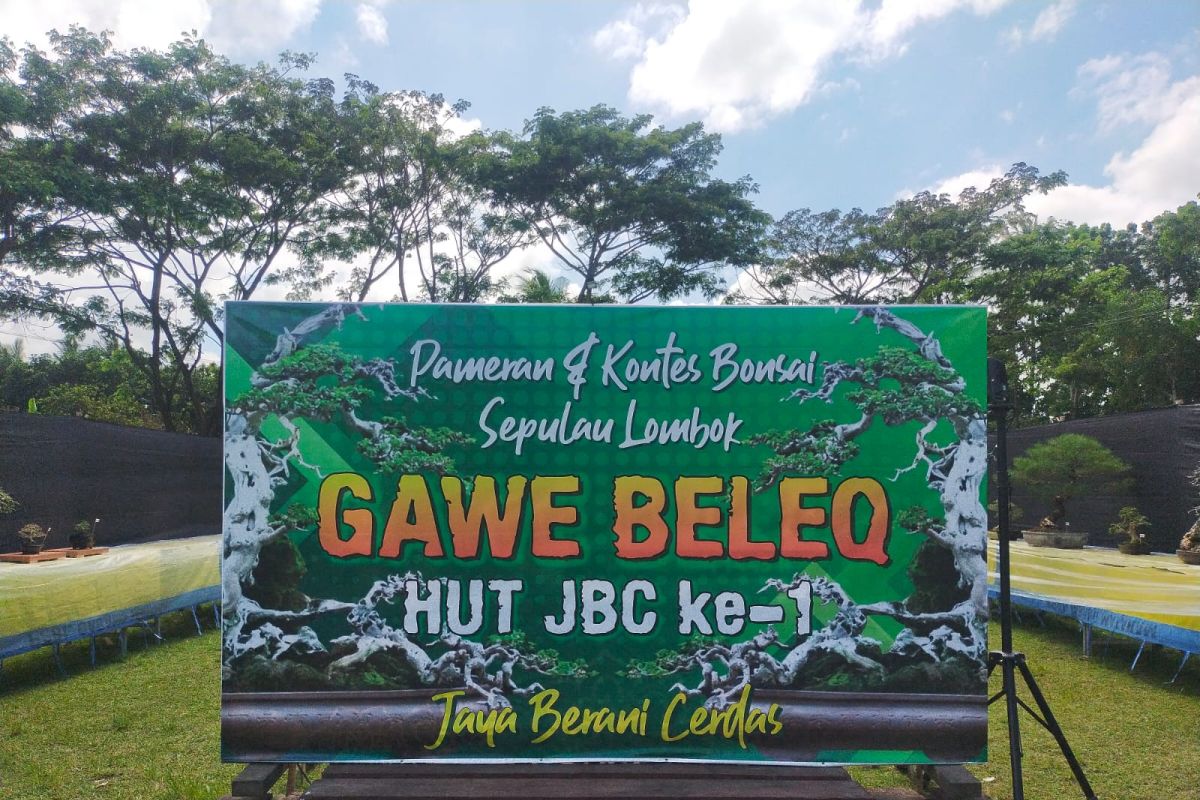 Pameran & Kontes Bonsai
Sepulau Lombok
GAWE BELEQ
HUT JBC ke-1
Jaya Berani Cerdas